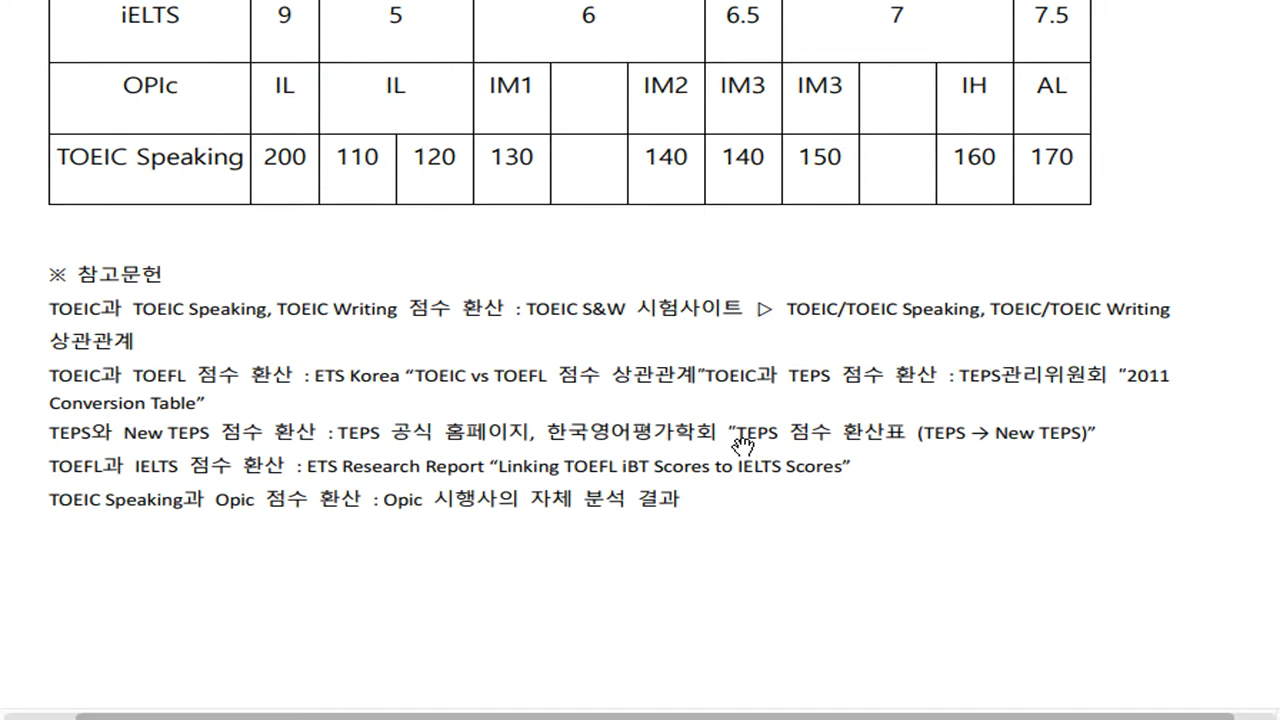 iELTS 9 5 6 6.5 7 7.5
OPIc IL IL IM1 IM2 IM3 IM3 IH AL
TOEIC Speaking 200 110 120 130 140 140 150 160 170
※ 참고문헌
TOEIC과 TOEIC Speaking, TOEIC Writing 점수 환산 : TOEIC S&W 시험사이트 ▷ TOEIC/TOEIC Speaking, TOEIC/TOEIC Writing
상관관계
TOEIC과 TOEFL 점수 환산 : ETS Korea “TOEIC vs TOEFL 점수 상관관계”TOEIC과 TEPS 점수 환산 : TEPS관리위원회 ”2011
Conversion Table”
TEPS와 New TEPS 점수 환산 : TEPS 공식 홈페이지, 한국영어평가학회 ”TEPS 점수 환산표 (TEPS → New TEPS)”
TOEFL과 IELTS 점수 환산 : ETS Research Report “Linking TOEFL iBT Scores to IELTS Scores”
TOEIC Speaking과 Opic 점수 환산 : Opic 시행사의 자체 분석 결과